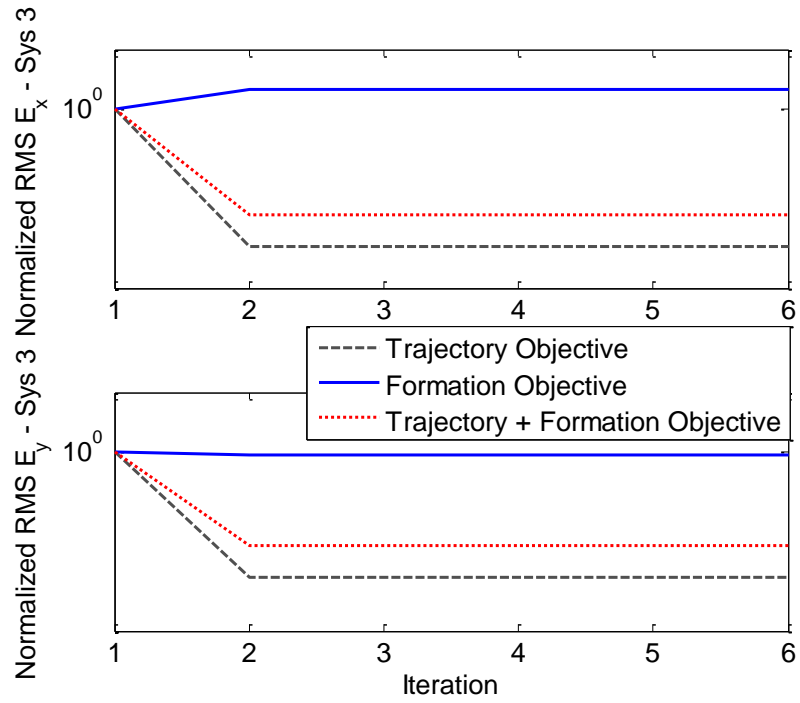 Normalized RMS E_x - Sys 3
10^0
1 2 3 4 5 6
Trajectory Objective
Formation Objective
Trajectory + Formation Objective
Normalized RMS E_y - Sys 3
10^0
1 2 3 4 5 6
Iteration